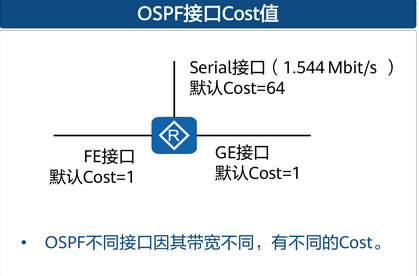 OSPF接口Cost值
Serial接口（1.544 Mbit/s ）
默认Cost=64
R
FE接口
默认Cost=1
GE接口
默认Cost=1
• OSPF不同接口因其带宽不同，有不同的Cost。